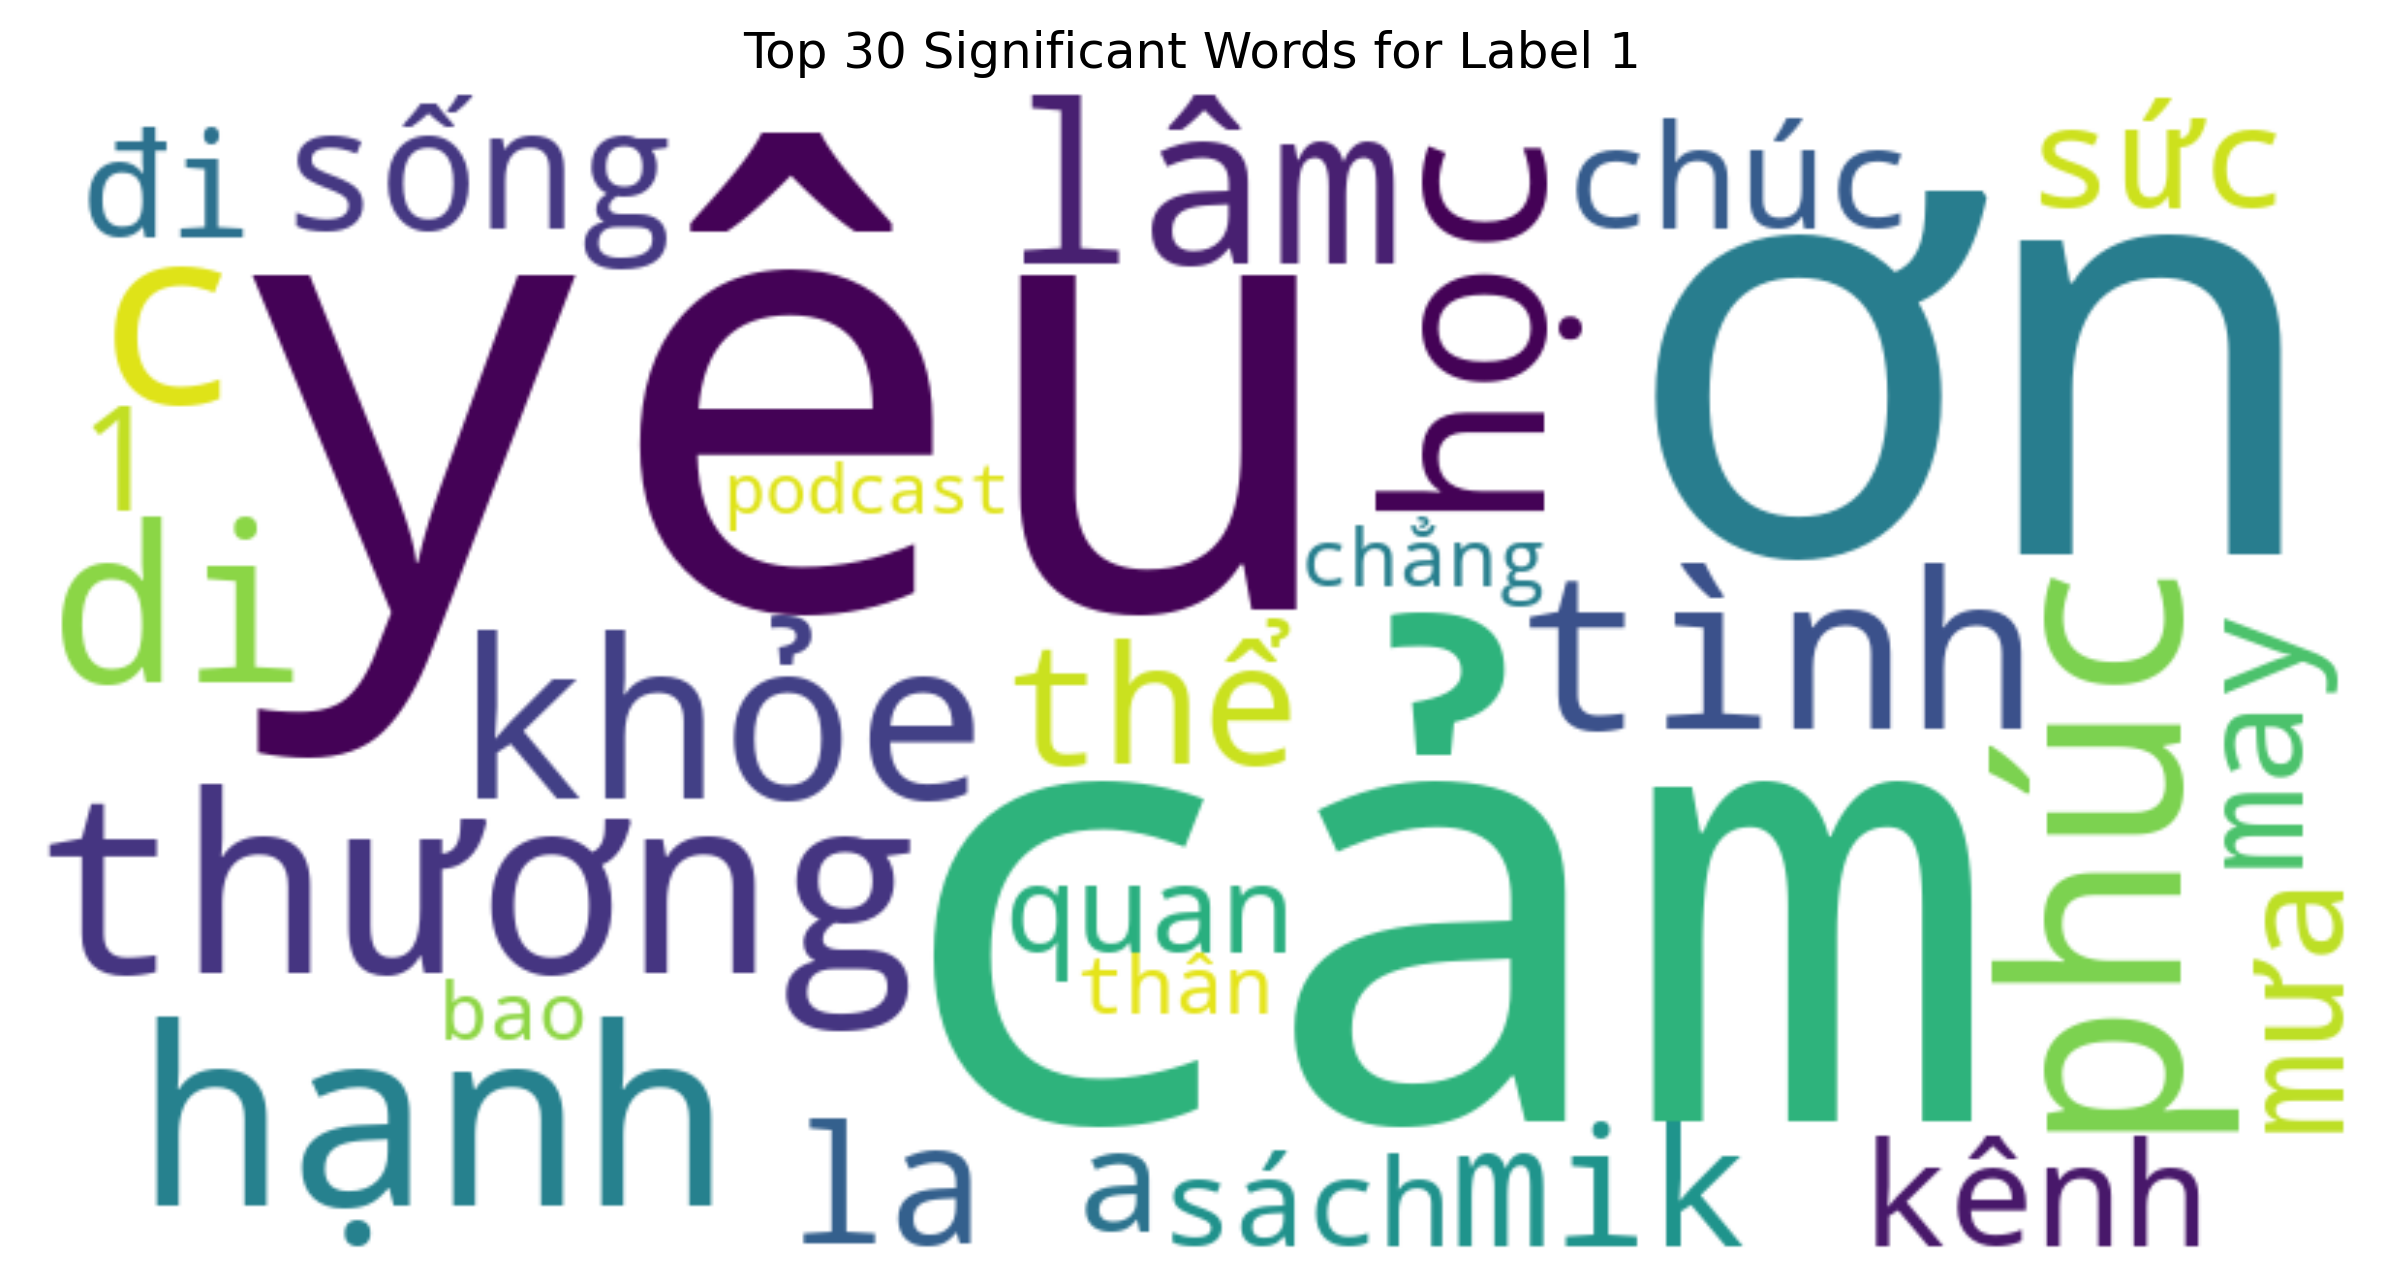 Top 30 Significant Words for Label 1
đi sống lâm học chúc sức
c yêu ơn
1 podcast
di chẳng
khỏe thể tình phúc may
thương cảm
quan
thân mưa
bao
hạnh la a sách mik kênh